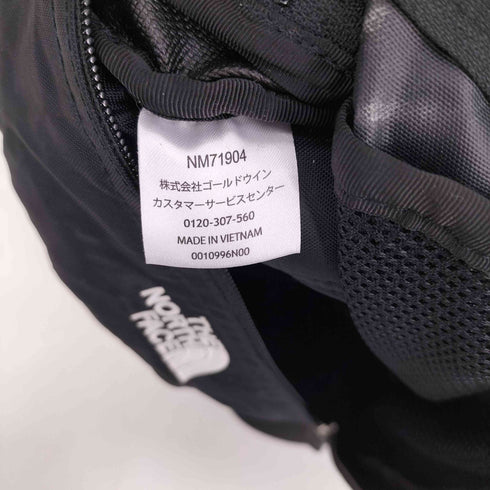 NM71904
株式会社ゴールドウイン
カスタマーサービスセンター
0120-307-560
MADE IN VIETNAM
0010996N00
THE
NORTH
FACE